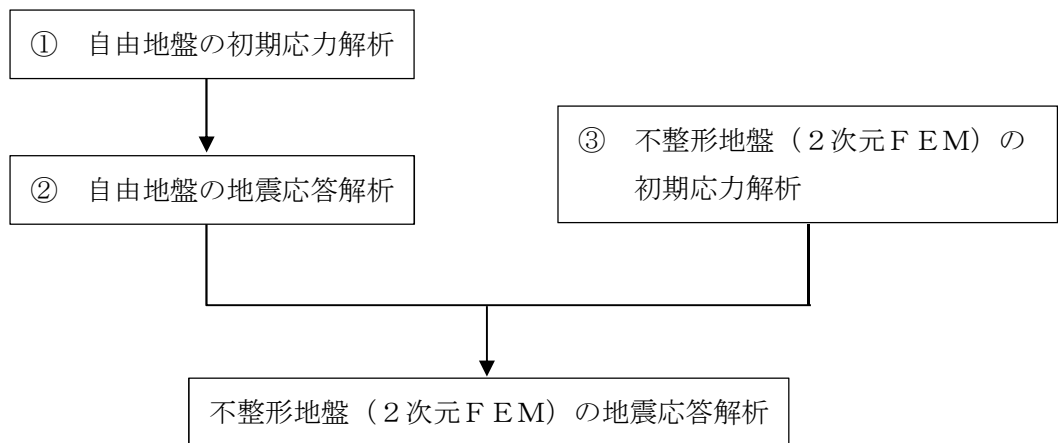 ① 自由地盤の初期応力解析
② 自由地盤の地震応答解析
③ 不整形地盤（２次元ＦＥＭ）の
初期応力解析
不整形地盤（２次元ＦＥＭ）の地震応答解析